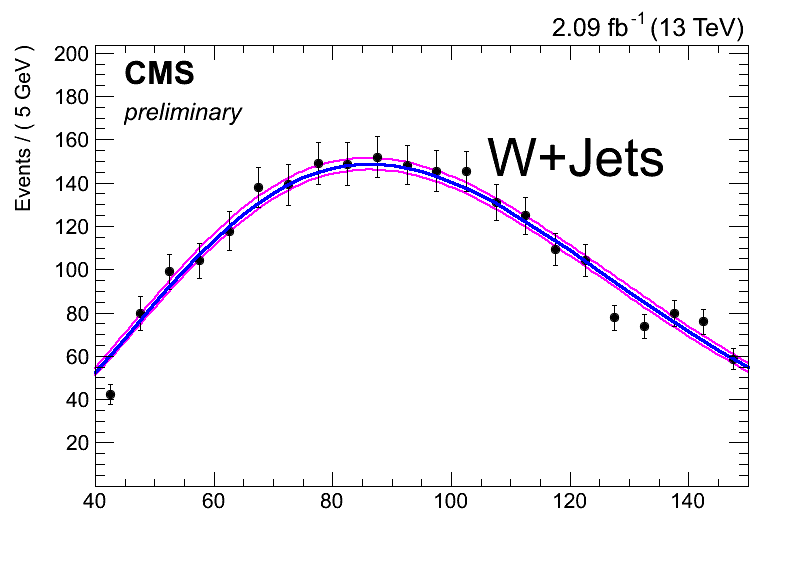 2.09 fb⁻¹ (13 TeV)
CMS
preliminary
W+Jets
Events / ( 5 GeV )
200
180
160
140
120
100
80
60
40
20
40 60 80 100 120 140